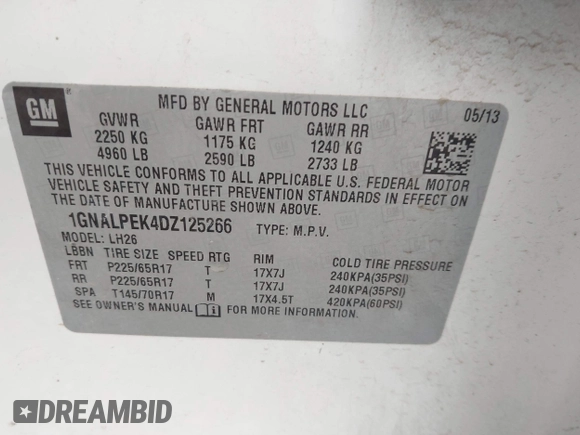 GM
MFD BY GENERAL MOTORS LLC 05/13
GVWR GAWR FRT GAWR RR
2250 KG 1175 KG 1240 KG
4960 LB 2590 LB 2733 LB
THIS VEHICLE CONFORMS TO ALL APPLICABLE U.S. FEDERAL MOTOR
VEHICLE SAFETY AND THEFT PREVENTION STANDARDS IN EFFECT ON
THE DATE OF MANUFACTURE SHOWN ABOVE.
1GNALPEK4DZ125266 TYPE: M.P.V.
MODEL: LH26
LBBN TIRE SIZE SPEED RTG RIM COLD TIRE PRESSURE
FRT P225/65R17 T 17X7J 240KPA(35PSI)
RR P225/65R17 T 17X7J 240KPA(35PSI)
SPA T145/70R17 M 17X4.5T 420KPA(60PSI)
SEE OWNER'S MANUAL FOR MORE INFORMATION
DREAMBID